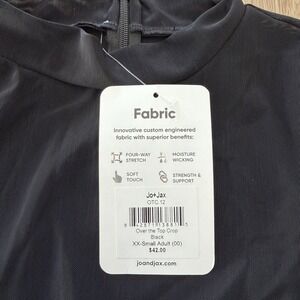 Fabric
Innovative custom engineered
fabric with superior benefits:
FOUR-WAY
STRETCH
MOISTURE
WICKING
SOFT
TOUCH
STRENGTH &
SUPPORT
Jo+Jax
OTC.12
Over the Top Crop
Black
XX-Small Adult (00)
$42.00
joandjax.com